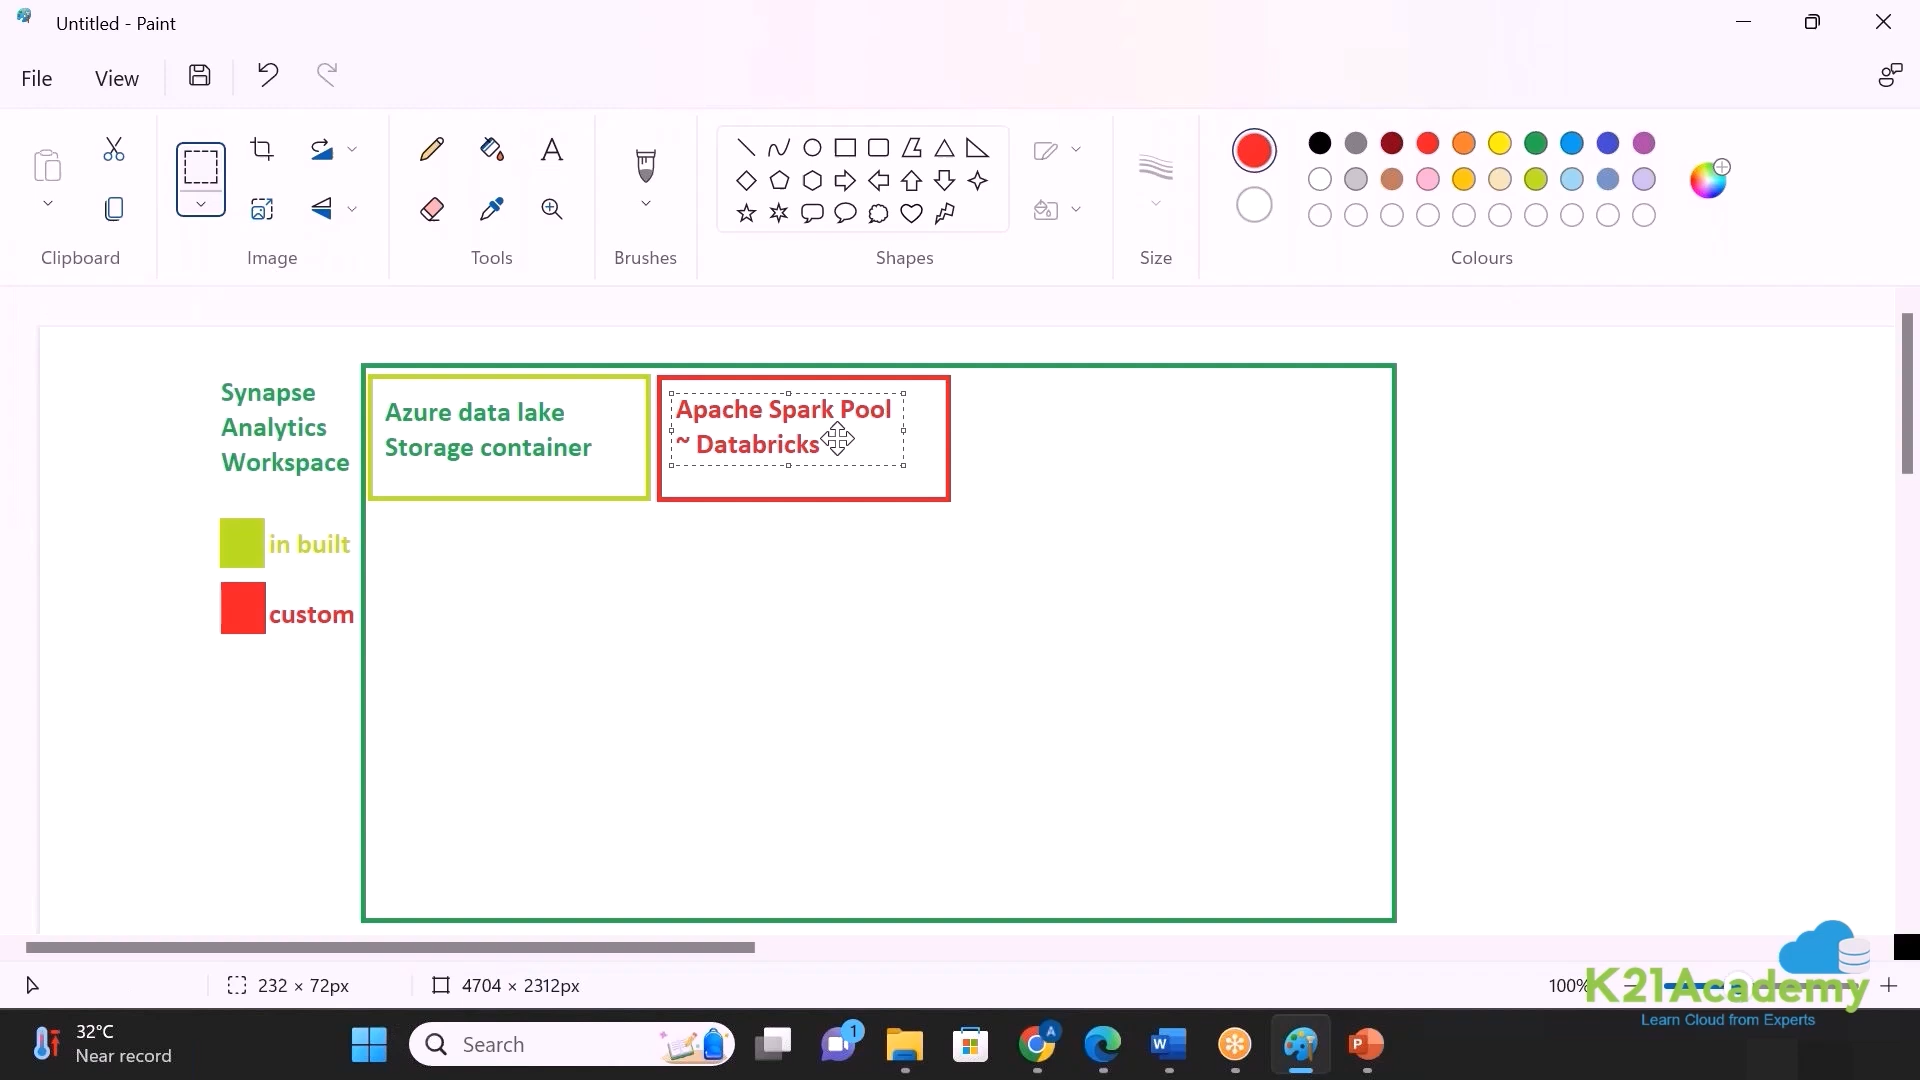 Untitled - Paint
File
View
Clipboard
Image
Tools
Brushes
Shapes
Size
Colours
Synapse
Analytics
Workspace
Azure data lake
Storage container
Apache Spark Pool
~ Databricks
in built
custom
232 × 72px
4704 × 2312px
100%
K21Academy
Learn Cloud from Experts
32°C
Near record
Search
1
A
W
P